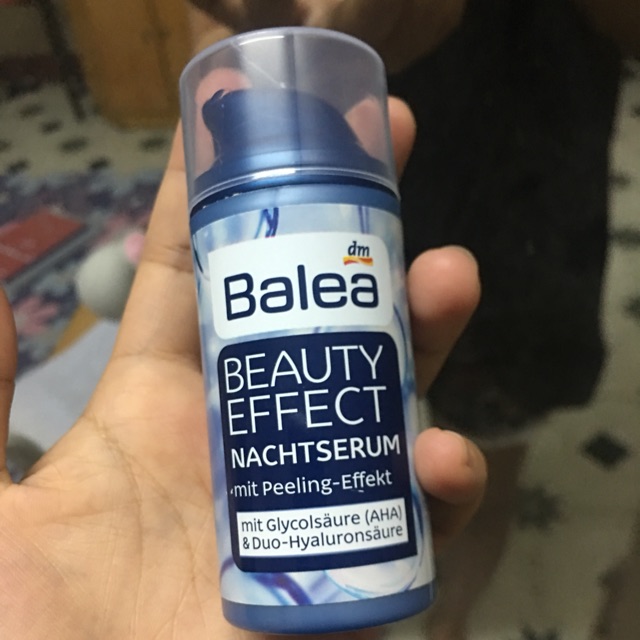 dm
Balea
BEAUTY
EFFECT
NACHTSERUM
mit Peeling-Effekt
mit Glycolsäure (AHA)
& Duo-Hyaluronsäure